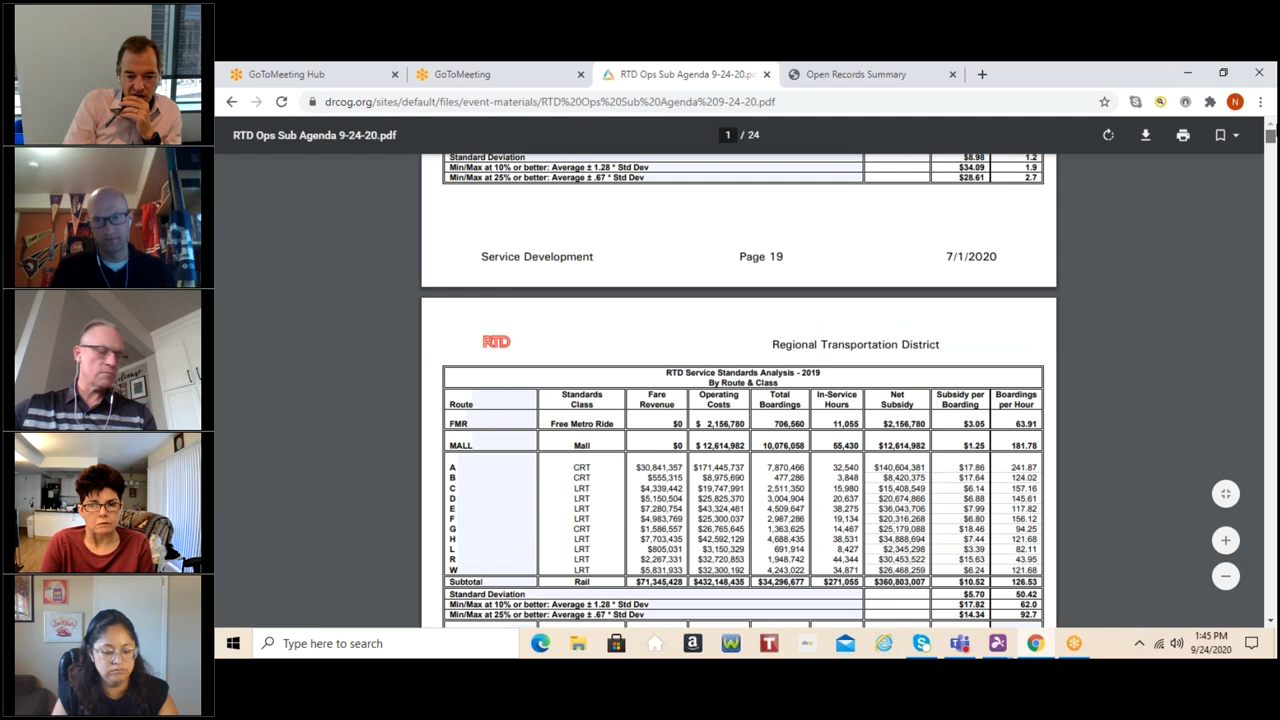 GoToMeeting Hub
GoToMeeting
RTD Ops Sub Agenda 9-24-20.pd
Open Records Summary
drcog.org/sites/default/files/event-materials/RTD%20Ops%20Sub%20Agenda%209-24-20.pdf
N
RTD Ops Sub Agenda 9-24-20.pdf
1 / 24
Standard Deviation $8.98 1.2
Min/Max at 10% or better: Average ± 1.28 * Std Dev $34.09 1.9
Min/Max at 25% or better: Average ± .67 * Std Dev $28.61 2.7
Service Development Page 19 7/1/2020
RTD
Regional Transportation District
RTD Service Standards Analysis - 2019
By Route & Class
Standards Fare Operating Total In-Service Net Subsidy per Boardings
Route Class Revenue Costs Boardings Hours Subsidy Boarding per Hour
FMR Free Metro Ride $0 $ 2,156,780 706,560 11,055 $2,156,780 $3.05 63.91
MALL Mall $0 $ 12,614,982 10,076,058 55,430 $12,614,982 $1.25 181.78
A CRT $30,841,357 $171,445,737 7,870,466 32,540 $140,604,381 $17.86 241.87
B CRT $555,315 $8,975,690 477,286 3,848 $8,420,375 $17.64 124.02
C LRT $4,339,442 $19,747,991 2,511,350 15,980 $15,408,549 $6.14 157.16
D LRT $5,150,504 $25,825,370 3,004,904 20,637 $20,674,866 $6.88 145.61
E LRT $7,280,754 $43,324,461 4,509,647 38,275 $36,043,706 $7.99 117.82
F LRT $4,983,769 $25,300,037 2,987,286 19,134 $20,316,268 $6.80 156.12
G CRT $1,586,557 $26,765,645 1,363,625 14,467 $25,179,088 $18.46 94.25
H LRT $7,703,435 $42,592,129 4,688,435 38,531 $34,888,694 $7.44 121.68
L LRT $805,031 $3,150,329 691,914 8,427 $2,345,298 $3.39 82.11
R LRT $2,267,331 $32,720,853 1,948,742 44,344 $30,453,522 $15.63 43.95
W LRT $5,831,933 $32,300,192 4,243,022 34,871 $26,468,259 $6.24 121.68
Subtotal Rail $71,345,428 $432,148,435 $34,296,677 $271,055 $360,803,007 $10.52 126.53
Standard Deviation $5.70 50.42
Min/Max at 10% or better: Average ± 1.28 * Std Dev $17.82 62.0
Min/Max at 25% or better: Average ± .67 * Std Dev $14.34 92.7
Type here to search
1:45 PM
9/24/2020